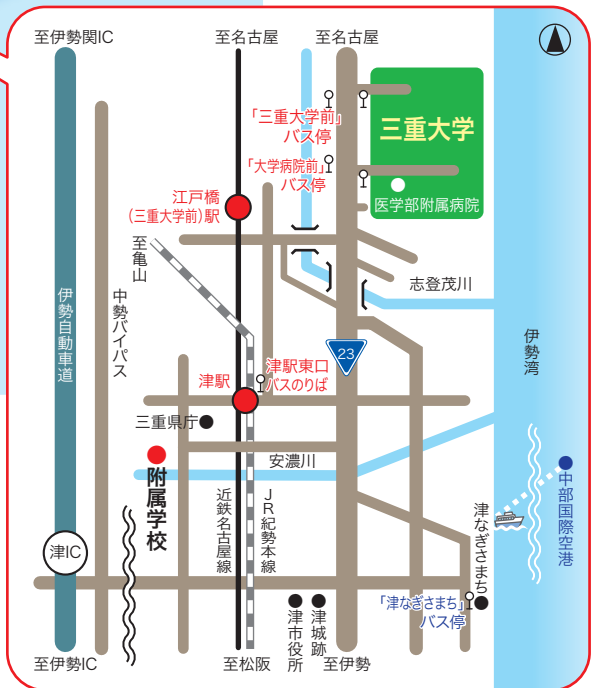 至伊勢関IC
至名古屋
至名古屋
「三重大学前」
バス停
三重大学
「大学病院前」
バス停
医学部附属病院
江戸橋
（三重大学前）駅
至亀山
志登茂川
伊勢自動車道
中勢バイパス
伊勢湾
23
津駅東口
バスのりば
津駅
三重県庁
安濃川
附属学校
近鉄名古屋線
JR紀勢本線
津なぎさまち
中部国際空港
津IC
「津なぎさまち」
バス停
津市役所
津城跡
至伊勢IC
至松阪
至伊勢